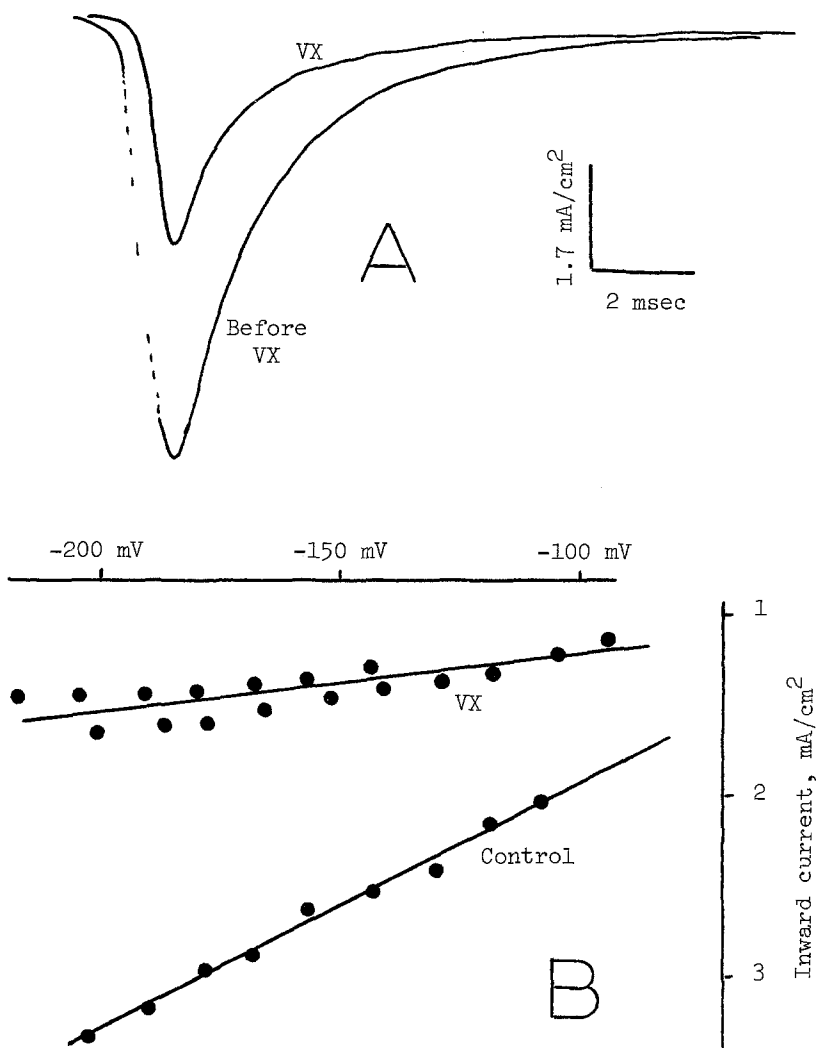 VX
A
1.7 mA/cm²
2 msec
Before
VX
-200 mV
-150 mV
-100 mV
1
VX
2
Control
3
B
Inward current, mA/cm²